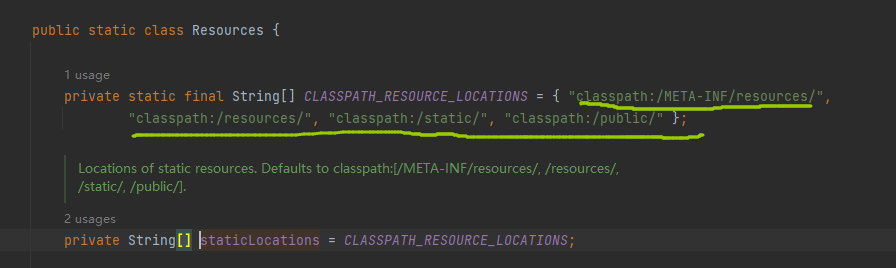 public static class Resources {
1 usage
private static final String[] CLASSPATH_RESOURCE_LOCATIONS = { "classpath:/META-INF/resources/",
"classpath:/resources/", "classpath:/static/", "classpath:/public/" };
Locations of static resources. Defaults to classpath:[/META-INF/resources/, /resources/,
/static/, /public/].
2 usages
private String[] staticLocations = CLASSPATH_RESOURCE_LOCATIONS;